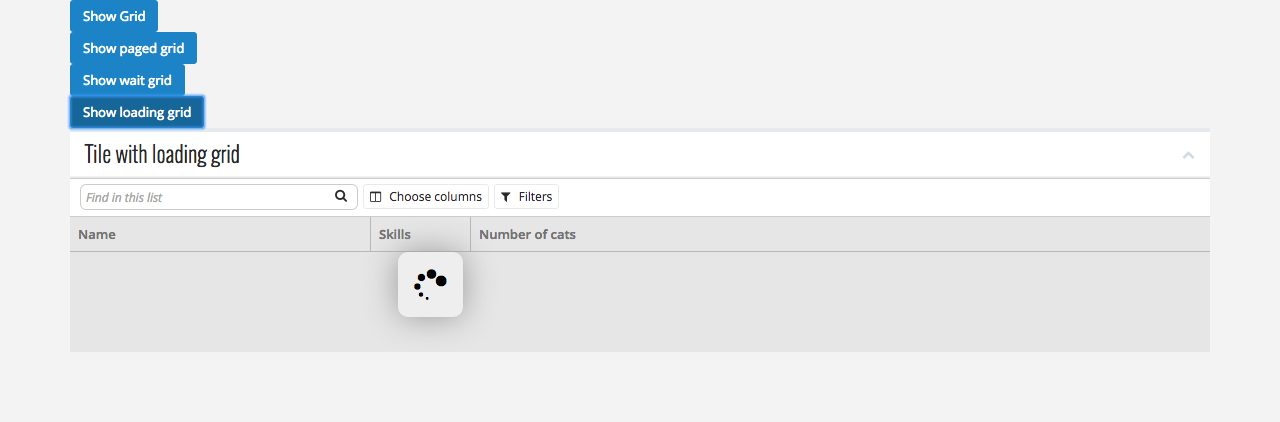 Show Grid
Show paged grid
Show wait grid
Show loading grid
Tile with loading grid
Find in this list Choose columns Filters
Name Skills Number of cats